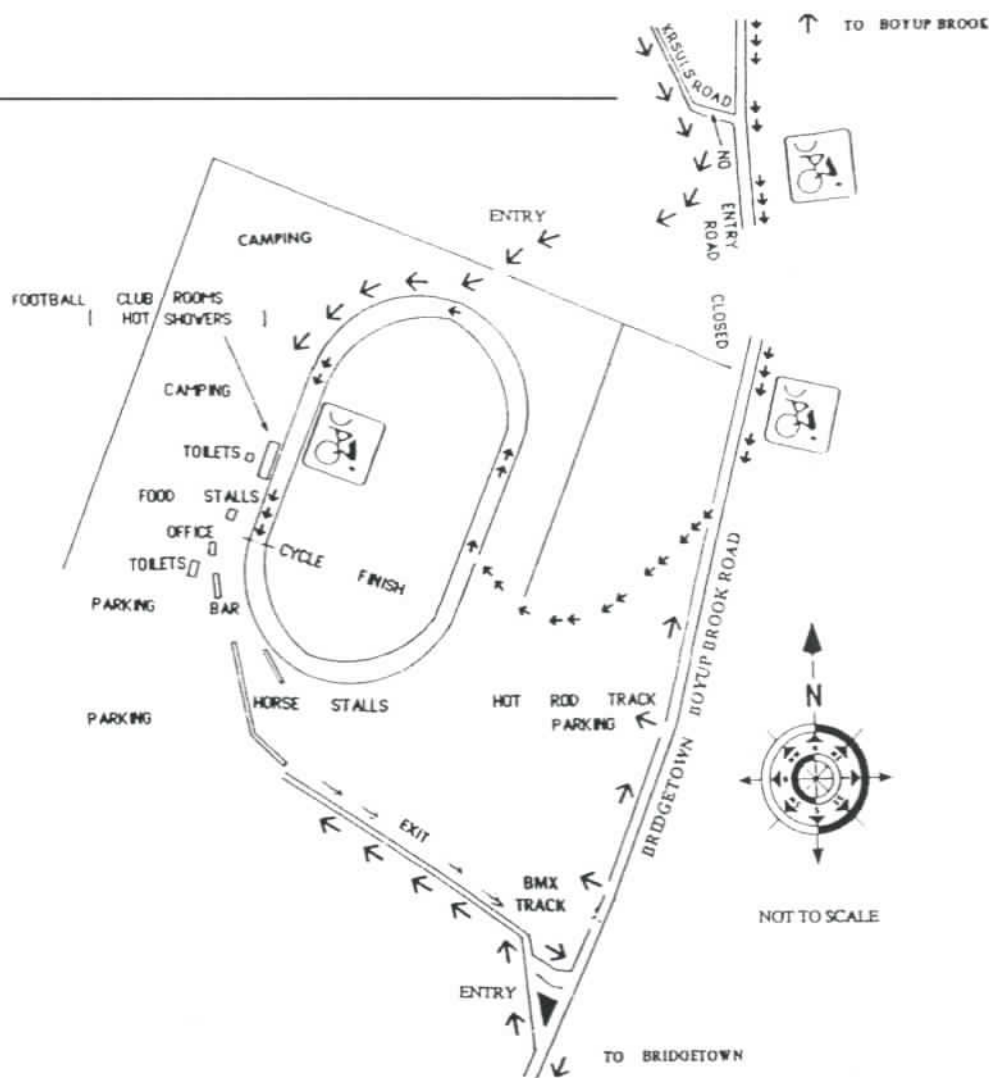 TO BOYUP BROOK
KRSULS ROAD
NO ENTRY
ROAD CLOSED
ENTRY
CAMPING
FOOTBALL CLUB ROOMS
[ HOT SHOWERS ]
CAMPING
TOILETS
FOOD STALLS
OFFICE
TOILETS
CYCLE FINISH
PARKING
BAR
HORSE STALLS
PARKING
HOT ROD TRACK
PARKING
BRIDGETOWN BOYUP BROOK ROAD
N
EXIT
BMX
TRACK
NOT TO SCALE
ENTRY
TO BRIDGETOWN